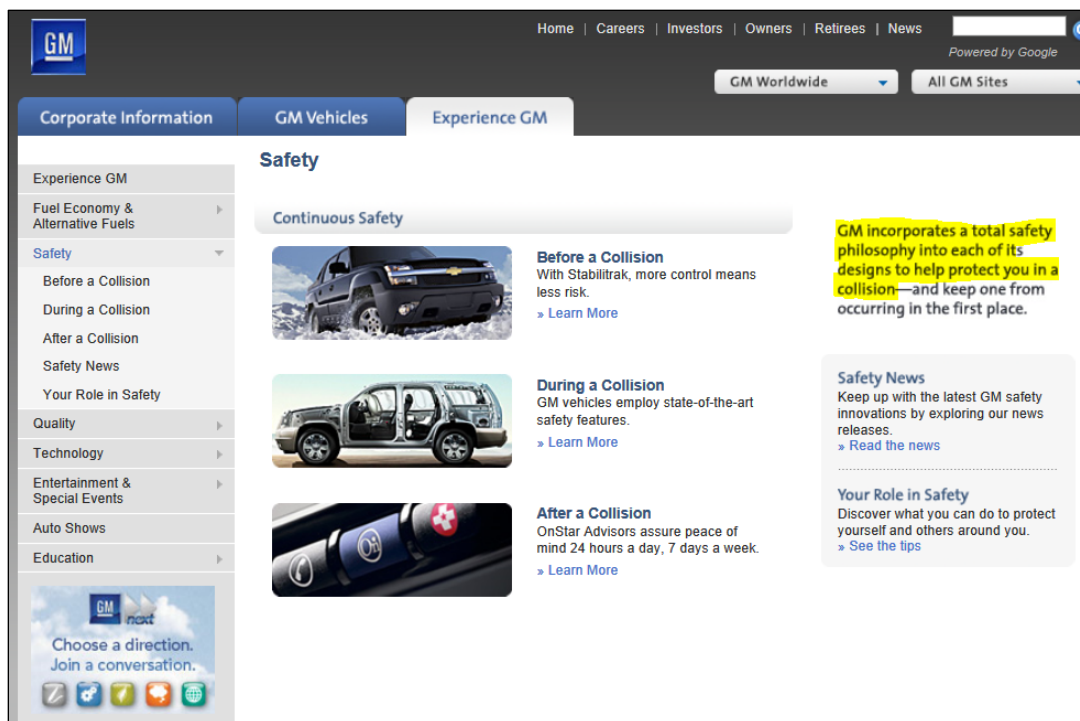 GM
Home | Careers | Investors | Owners | Retirees | News
Powered by Google
GM Worldwide
All GM Sites
Corporate Information
GM Vehicles
Experience GM
Experience GM
Fuel Economy &
Alternative Fuels
Safety
Before a Collision
During a Collision
After a Collision
Safety News
Your Role in Safety
Quality
Technology
Entertainment &
Special Events
Auto Shows
Education
GM next
Choose a direction.
Join a conversation.
Safety
Continuous Safety
Before a Collision
With Stabilitrak, more control means
less risk.
» Learn More
During a Collision
GM vehicles employ state-of-the-art
safety features.
» Learn More
On
After a Collision
OnStar Advisors assure peace of
mind 24 hours a day, 7 days a week.
» Learn More
GM incorporates a total safety
philosophy into each of its
designs to help protect you in a
collision—and keep one from
occurring in the first place.
Safety News
Keep up with the latest GM safety
innovations by exploring our news
releases.
» Read the news
Your Role in Safety
Discover what you can do to protect
yourself and others around you.
» See the tips